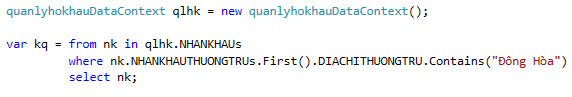 quanlyhokhauDataContext qlhk = new quanlyhokhauDataContext();
var kq = from nk in qlhk.NHANKHAUs
where nk.NHANKHAUTHUONGTRUs.First().DIACHITHUONGTRU.Contains("Đông Hòa")
select nk;